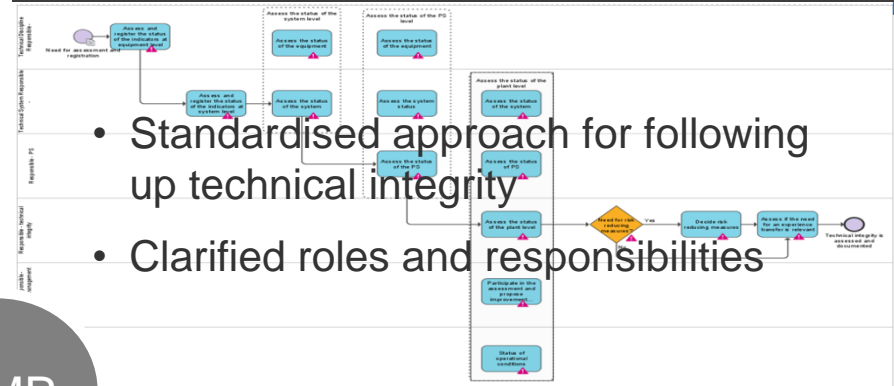 Assess the status of the
system level
Assess the status of the PS
level
Technical Discipline
Responsible -
Need for assessment and
registration
Assess and
register the status
of the indicators at
equipment level
Assess the status
of the equipment
Assess the status
of the equipment
Technical System Responsible
-
Assess and
register the status
of the indicators at
system level
Assess the status
of the system
Assess the system
status
Assess the status of the
plant level
Assess the status
of the system
• Standardised approach for following
up technical integrity
Responsible - PS
Assess the status
of the PS
Assess the status
of PS
Responsible - technical
integrity
Assess the status
of the plant level
Need for risk
reducing
measures?
Yes
No
Decide risk
reducing measures
Assess if the need
for an experience
transfer is relevant
Technical integrity is
assessed and
documented
• Clarified roles and responsibilities
Participate in the
assessment and
propose
improvement...
Status of
operational
conditions